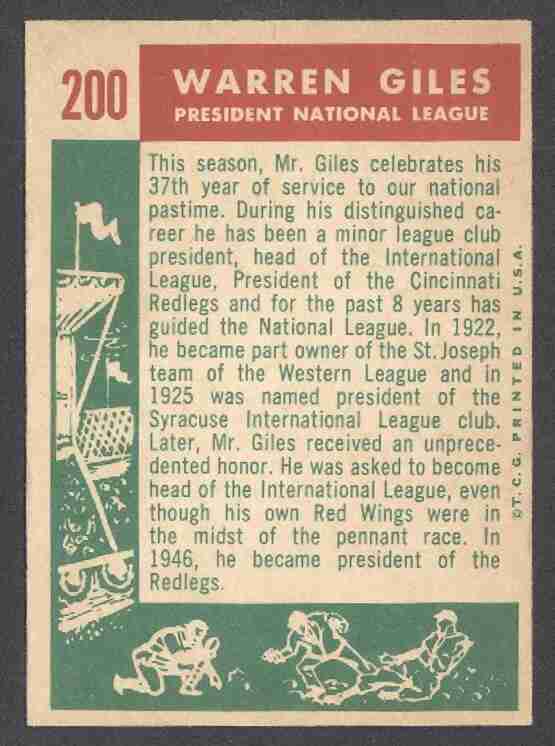 200
WARREN GILES
PRESIDENT NATIONAL LEAGUE
This season, Mr. Giles celebrates his
37th year of service to our national
pastime. During his distinguished ca-
reer he has been a minor league club
president, head of the International
League, President of the Cincinnati
Redlegs and for the past 8 years has
guided the National League. In 1922,
he became part owner of the St. Joseph
team of the Western League and in
1925 was named president of the
Syracuse International League club.
Later, Mr. Giles received an unprece-
dented honor. He was asked to become
head of the International League, even
though his own Red Wings were in
the midst of the pennant race. In
1946, he became president of the
Redlegs.
©T.C.G. PRINTED IN U.S.A.